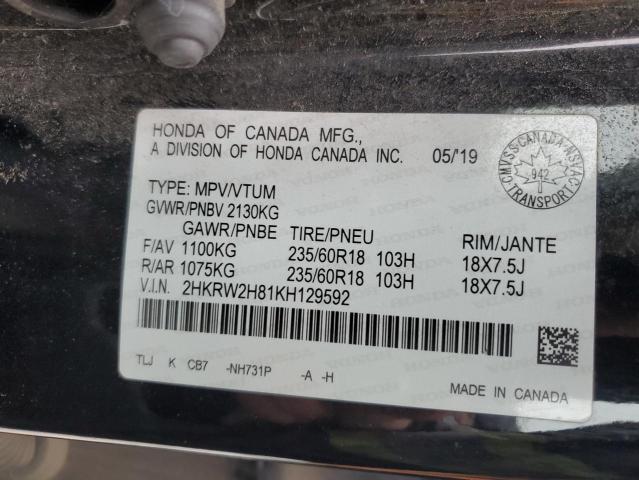 HONDA OF CANADA MFG.,
A DIVISION OF HONDA CANADA INC. 05/'19
CMVSS/CANADA-NSVAC
942
TRANSPORT
TYPE: MPV/VTUM
GVWR/PNBV 2130KG
GAWR/PNBE TIRE/PNEU RIM/JANTE
F/AV 1100KG 235/60R18 103H 18X7.5J
R/AR 1075KG 235/60R18 103H 18X7.5J
V.I.N. 2HKRW2H81KH129592
TLJ K CB7 -NH731P -A -H
MADE IN CANADA